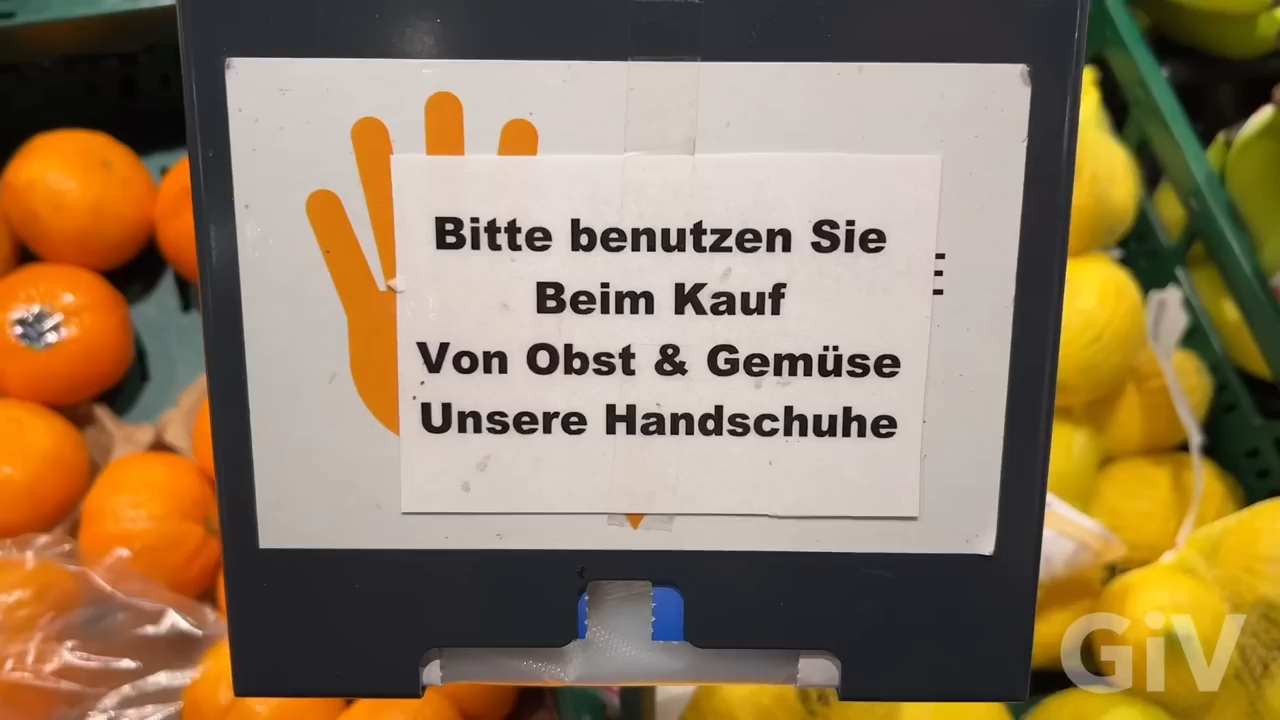 Bitte benutzen Sie
Beim Kauf
Von Obst & Gemüse
Unsere Handschuhe
E
GiV